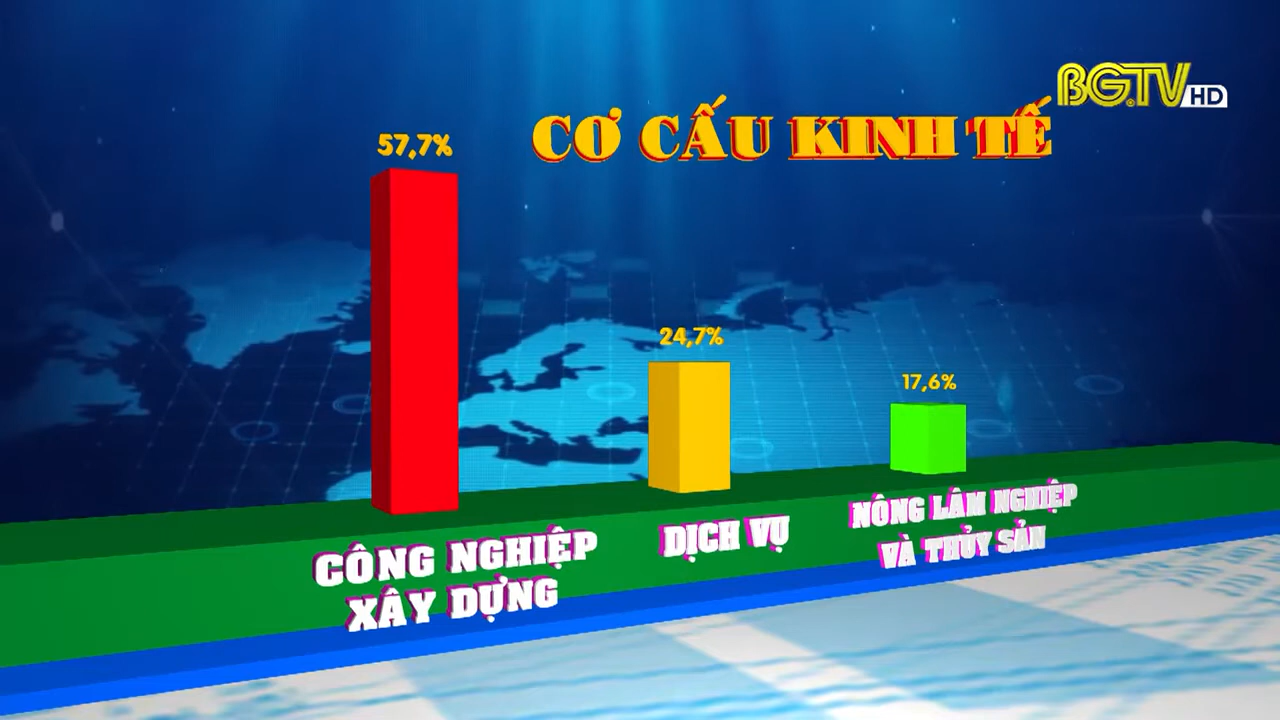 BGTV HD
CƠ CẤU KINH TẾ
57,7%
24,7%
17,6%
CÔNG NGHIỆP
XÂY DỰNG
DỊCH VỤ
NÔNG LÂM NGHIỆP
VÀ THỦY SẢN